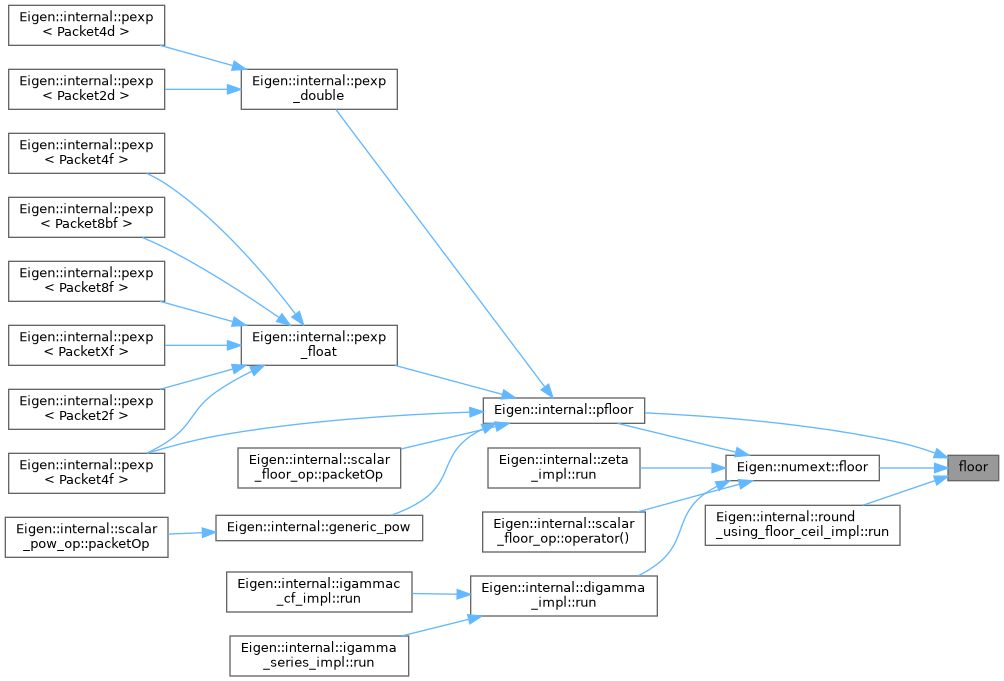 Eigen::internal::pexp
< Packet4d >
Eigen::internal::pexp
< Packet2d >
Eigen::internal::pexp
_double
Eigen::internal::pexp
< Packet4f >
Eigen::internal::pexp
< Packet8bf >
Eigen::internal::pexp
< Packet8f >
Eigen::internal::pexp
< PacketXf >
Eigen::internal::pexp
_float
Eigen::internal::pexp
< Packet2f >
Eigen::internal::pexp
< Packet4f >
Eigen::internal::pfloor
Eigen::internal::scalar
_floor_op::packetOp
Eigen::internal::zeta
_impl::run
Eigen::numext::floor
floor
Eigen::internal::scalar
_pow_op::packetOp
Eigen::internal::generic_pow
Eigen::internal::scalar
_floor_op::operator()
Eigen::internal::round
_using_floor_ceil_impl::run
Eigen::internal::igammac
_cf_impl::run
Eigen::internal::digamma
_impl::run
Eigen::internal::igamma
_series_impl::run